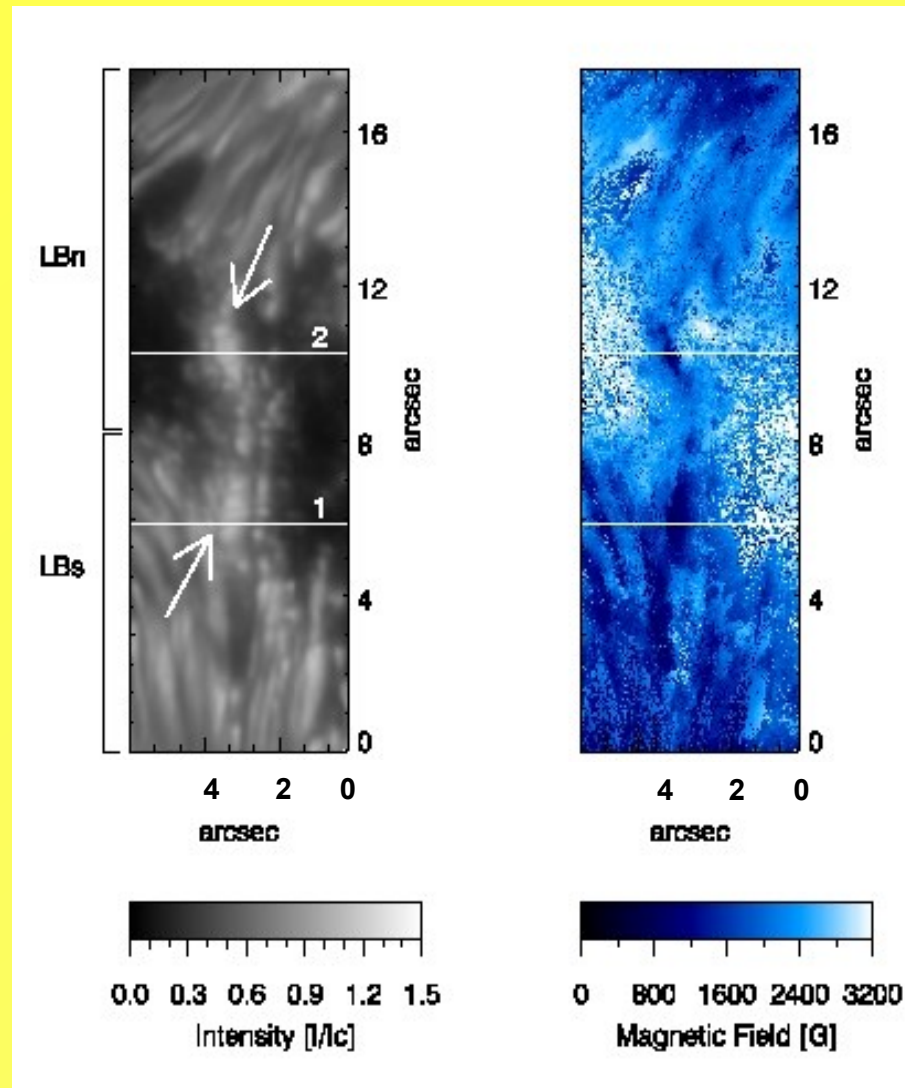 16
16
LBn
12
12
2
arcsec
arcsec
8
8
1
LBs
4
4
0
0
4 2 0
4 2 0
arcsec
arcsec
0.0 0.3 0.6 0.9 1.2 1.5
0 800 1600 2400 3200
Intensity [I/Ic]
Magnetic Field [G]